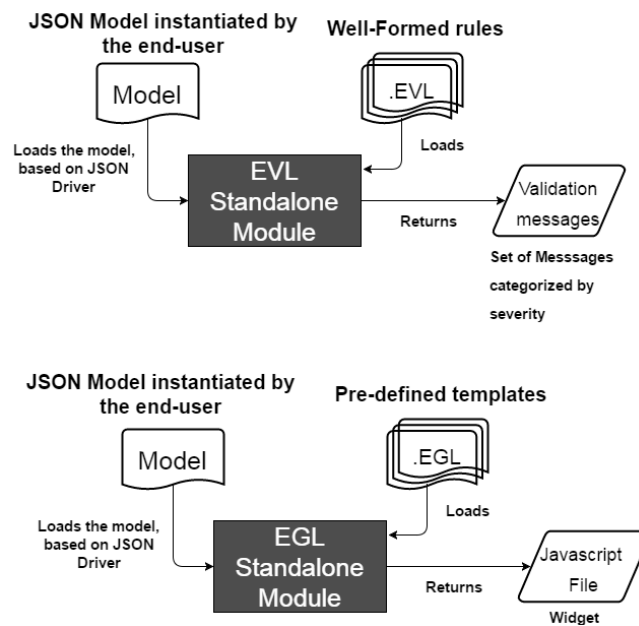 JSON Model instantiated by
the end-user
Well-Formed rules
Model
.EVL
Loads the model,
based on JSON
Driver
Loads
EVL
Standalone
Module
Returns
Validation
messages
Set of Messsages
categorized by
severity
JSON Model instantiated by
the end-user
Pre-defined templates
Model
.EGL
Loads the model,
based on JSON
Driver
Loads
EGL
Standalone
Module
Returns
Javascript
File
Widget